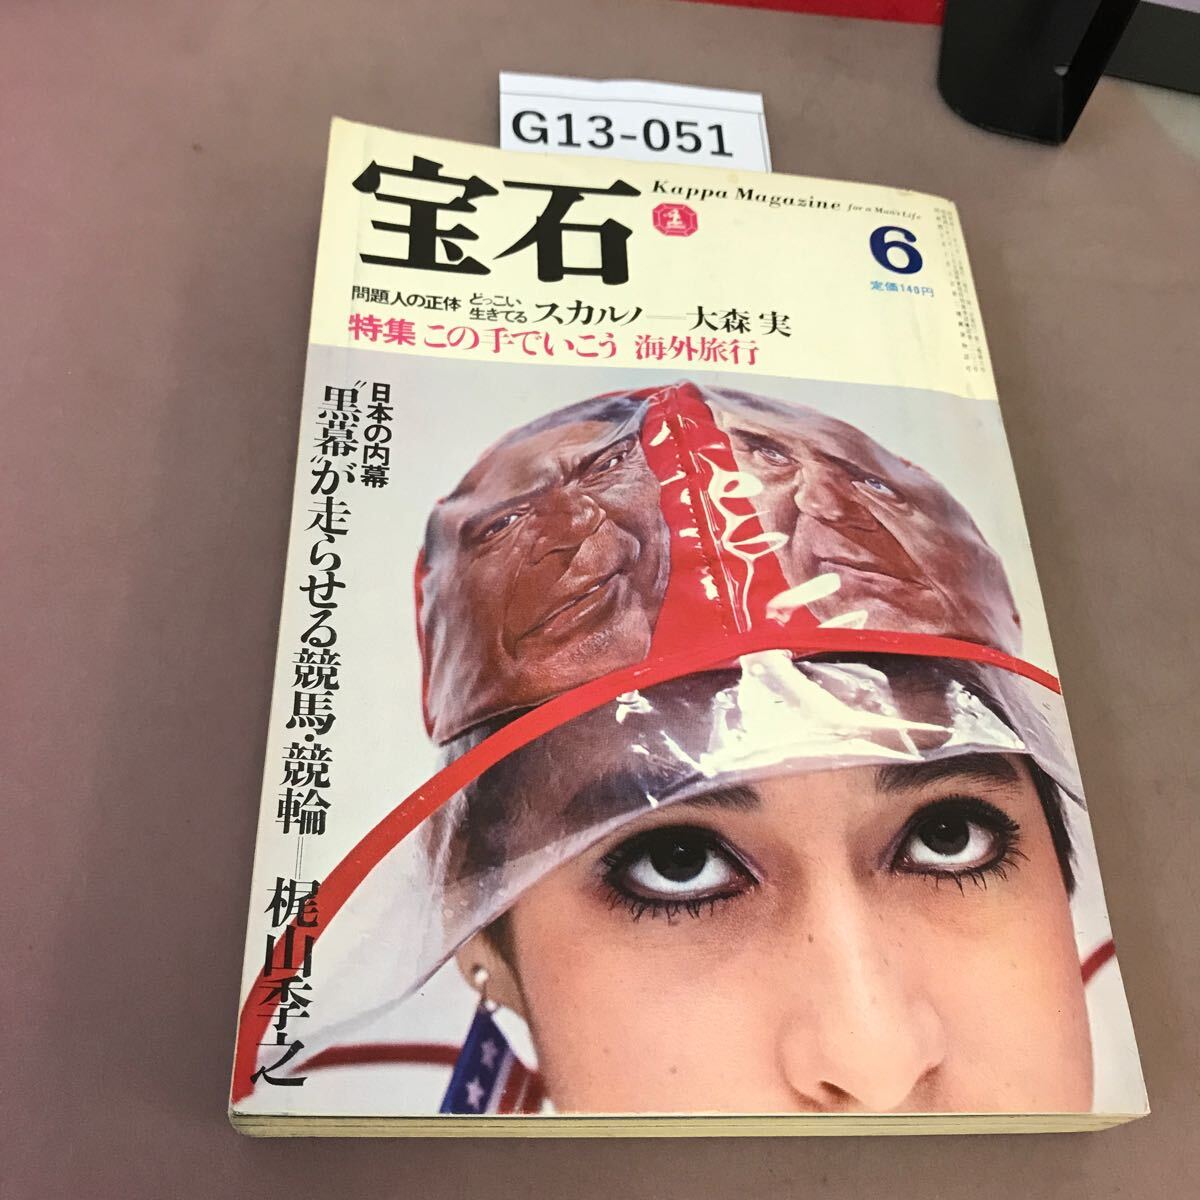 G13-051
宝石
Kappa Magazine for a Man's Life
6
定価140円
問題人の正体 どっこい生きてる スカルノ──大森 実
特集 この手でいこう 海外旅行
日本の内幕
"黒幕"が走らせる競馬・競輪──梶山季之